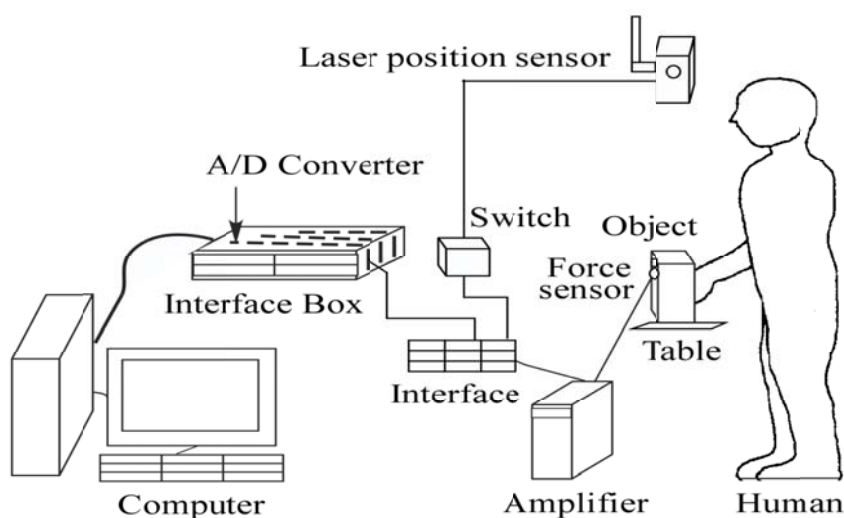 Laser position sensor
A/D Converter
Switch
Object
Force
sensor
Interface Box
Table
Interface
Computer
Amplifier
Human